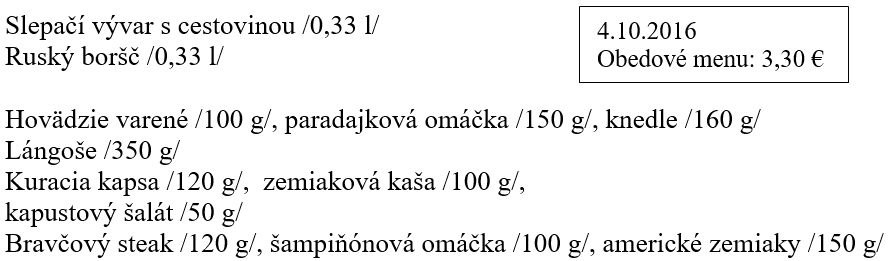 Slepačí vývar s cestovinou /0,33 l/
Ruský boršč /0,33 l/
4.10.2016
Obedové menu: 3,30 €
Hovädzie varené /100 g/, paradajková omáčka /150 g/, knedle /160 g/
Lángoše /350 g/
Kuracia kapsa /120 g/, zemiaková kaša /100 g/,
kapustový šalát /50 g/
Bravčový steak /120 g/, šampiňónová omáčka /100 g/, americké zemiaky /150 g/